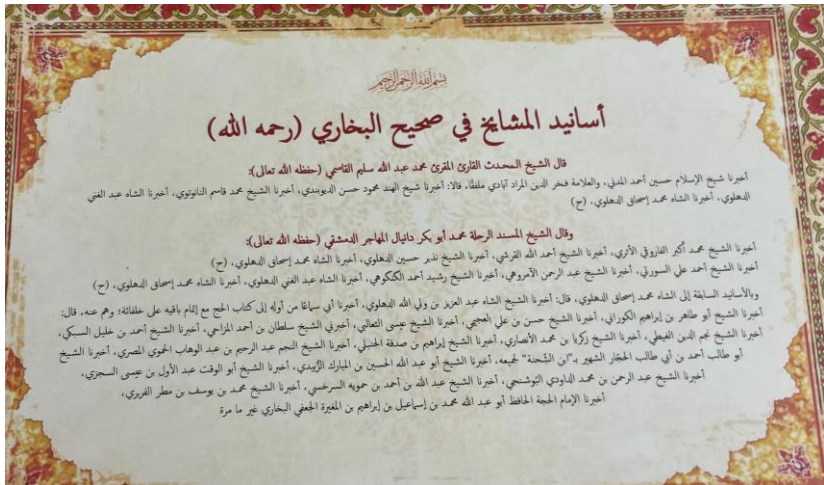 بسم الله الرحمن الرحيم
أسانيد المشايخ في صحيح البخاري (رحمه الله)
قال الشيخ المحدث القارئ المقرئ محمد عبد الله سليم القاسمي (حفظه الله تعالى):
أخبرنا شيخ الإسلام حسين أحمد المدني، والعلامة فخر الدين المراد آبادي ملفقًا، قالا: أخبرنا شيخ الهند محمود حسن الديوبندي، أخبرنا الشيخ محمد قاسم النانوتوي، أخبرنا الشاه عبد الغني
الدهلوي، أخبرنا الشاه محمد إسحاق الدهلوي، (ح)
وقال الشيخ المسند الرحلة محمد أبو بكر دانيال المهاجر الدمشقي (حفظه الله تعالى):
أخبرنا الشيخ محمد أكبر الفاروقي الأثري، أخبرنا الشيخ أحمد الله القرشي، أخبرنا الشيخ نذير حسين الدهلوي، أخبرنا الشاه محمد إسحاق الدهلوي، (ح)
أخبرنا الشيخ أحمد علي السورتي، أخبرنا الشيخ عبد الرحمن الأمروهي، أخبرنا الشيخ رشيد أحمد الكنكوهي، أخبرنا الشاه عبد الغني الدهلوي، أخبرنا الشاه محمد إسحاق الدهلوي، (ح)
وبالأسانيد السابقة إلى الشاه محمد إسحاق الدهلوي، قال: أخبرنا الشيخ الشاه عبد العزيز بن ولي الله الدهلوي، أخبرنا أبي سماعًا من أوله إلى كتاب الحج مع إتمام باقيه على خلفائه؛ وهم عنه، قال:
أخبرنا الشيخ أبو طاهر بن إبراهيم الكوراني، أخبرنا الشيخ حسن بن علي العجيمي، أخبرنا الشيخ عيسى الثعالبي، أخبرني الشيخ سلطان بن أحمد المزاحي، أخبرنا الشيخ أحمد بن خليل السبكي،
أخبرنا الشيخ نجم الدين الغيطي، أخبرنا الشيخ زكريا بن محمد الأنصاري، أخبرنا الشيخ إبراهيم بن صدقة الحنبلي، أخبرنا الشيخ النجم عبد الرحيم بن عبد الوهاب الحموي المصري، أخبرنا الشيخ
أبو طالب أحمد بن أبي طالب الحجار الشهير بـ"ابن الشحنة" لجميعه، أخبرنا الشيخ أبو عبد الله الحسين بن المبارك الزبيدي، أخبرنا الشيخ أبو الوقت عبد الأول بن عيسى السجزي،
أخبرنا الشيخ عبد الرحمن بن محمد الداودي البوشنجي، أخبرنا الشيخ عبد الله بن أحمد بن حمويه السرخسي، أخبرنا الشيخ محمد بن يوسف بن مطر الفربري،
أخبرنا الإمام الحجة الحافظ أبو عبد الله محمد بن إسماعيل بن إبراهيم بن المغيرة الجعفي البخاري غير ما مرة